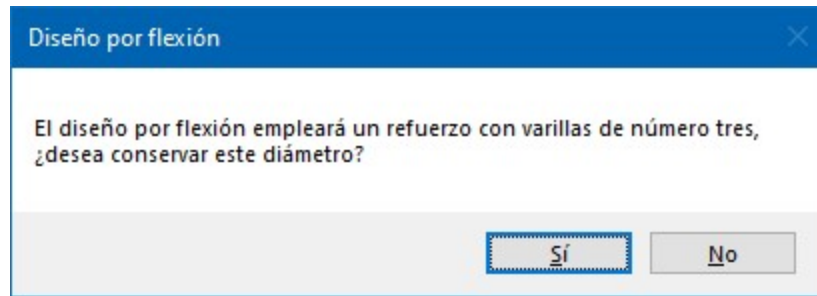 Diseño por flexión
El diseño por flexión empleará un refuerzo con varillas de número tres,
¿desea conservar este diámetro?
Sí
No